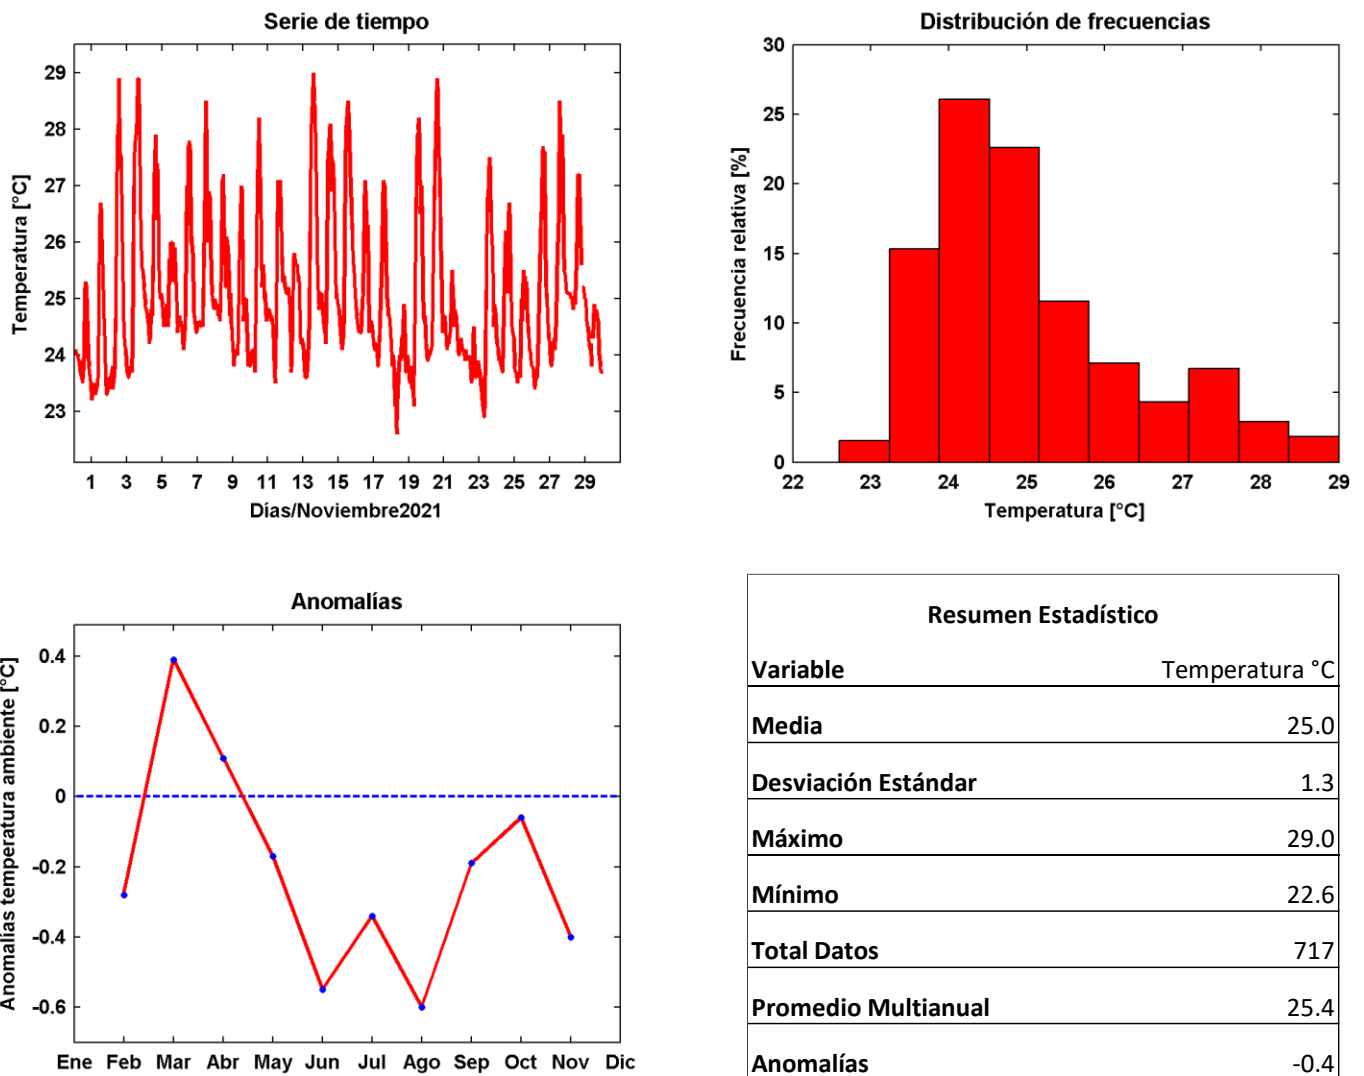 Serie de tiempo
Temperatura [°C]
29
28
27
26
25
24
23
1 3 5 7 9 11 13 15 17 19 21 23 25 27 29
Días/Noviembre2021
Distribución de frecuencias
Frecuencia relativa [%]
30
25
20
15
10
5
0
22 23 24 25 26 27 28 29
Temperatura [°C]
Anomalías
Anomalías temperatura ambiente [°C]
0.4
0.2
0
-0.2
-0.4
-0.6
Ene Feb Mar Abr May Jun Jul Ago Sep Oct Nov Dic
Resumen Estadístico
Variable Temperatura °C
Media 25.0
Desviación Estándar 1.3
Máximo 29.0
Mínimo 22.6
Total Datos 717
Promedio Multianual 25.4
Anomalías -0.4